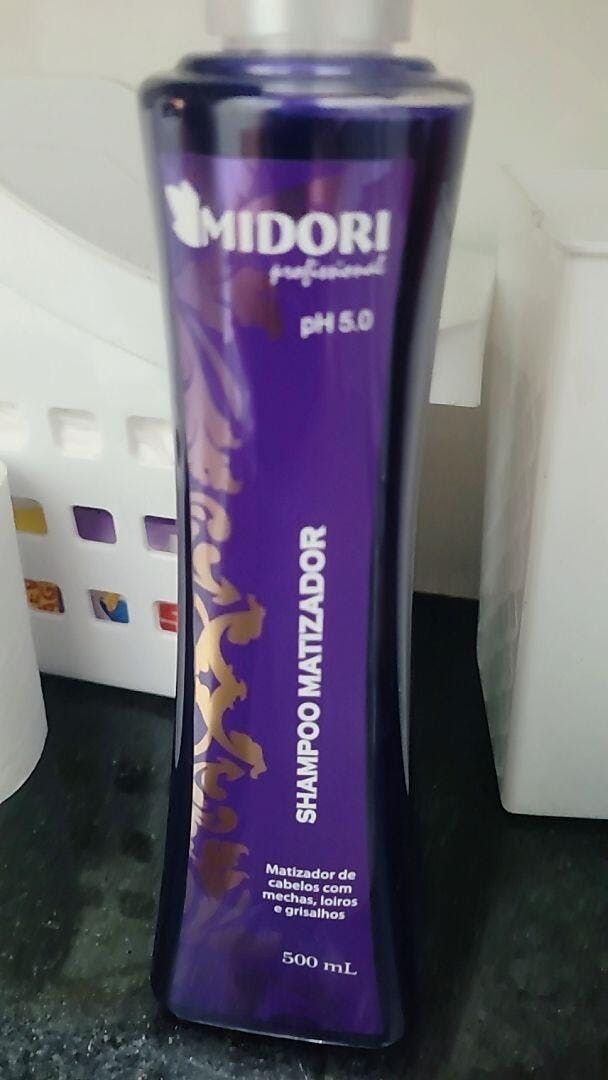 MIDORI
profissional
pH 5.0
SHAMPOO MATIZADOR
Matizador de
cabelos com
mechas, loiros
e grisalhos
500 mL